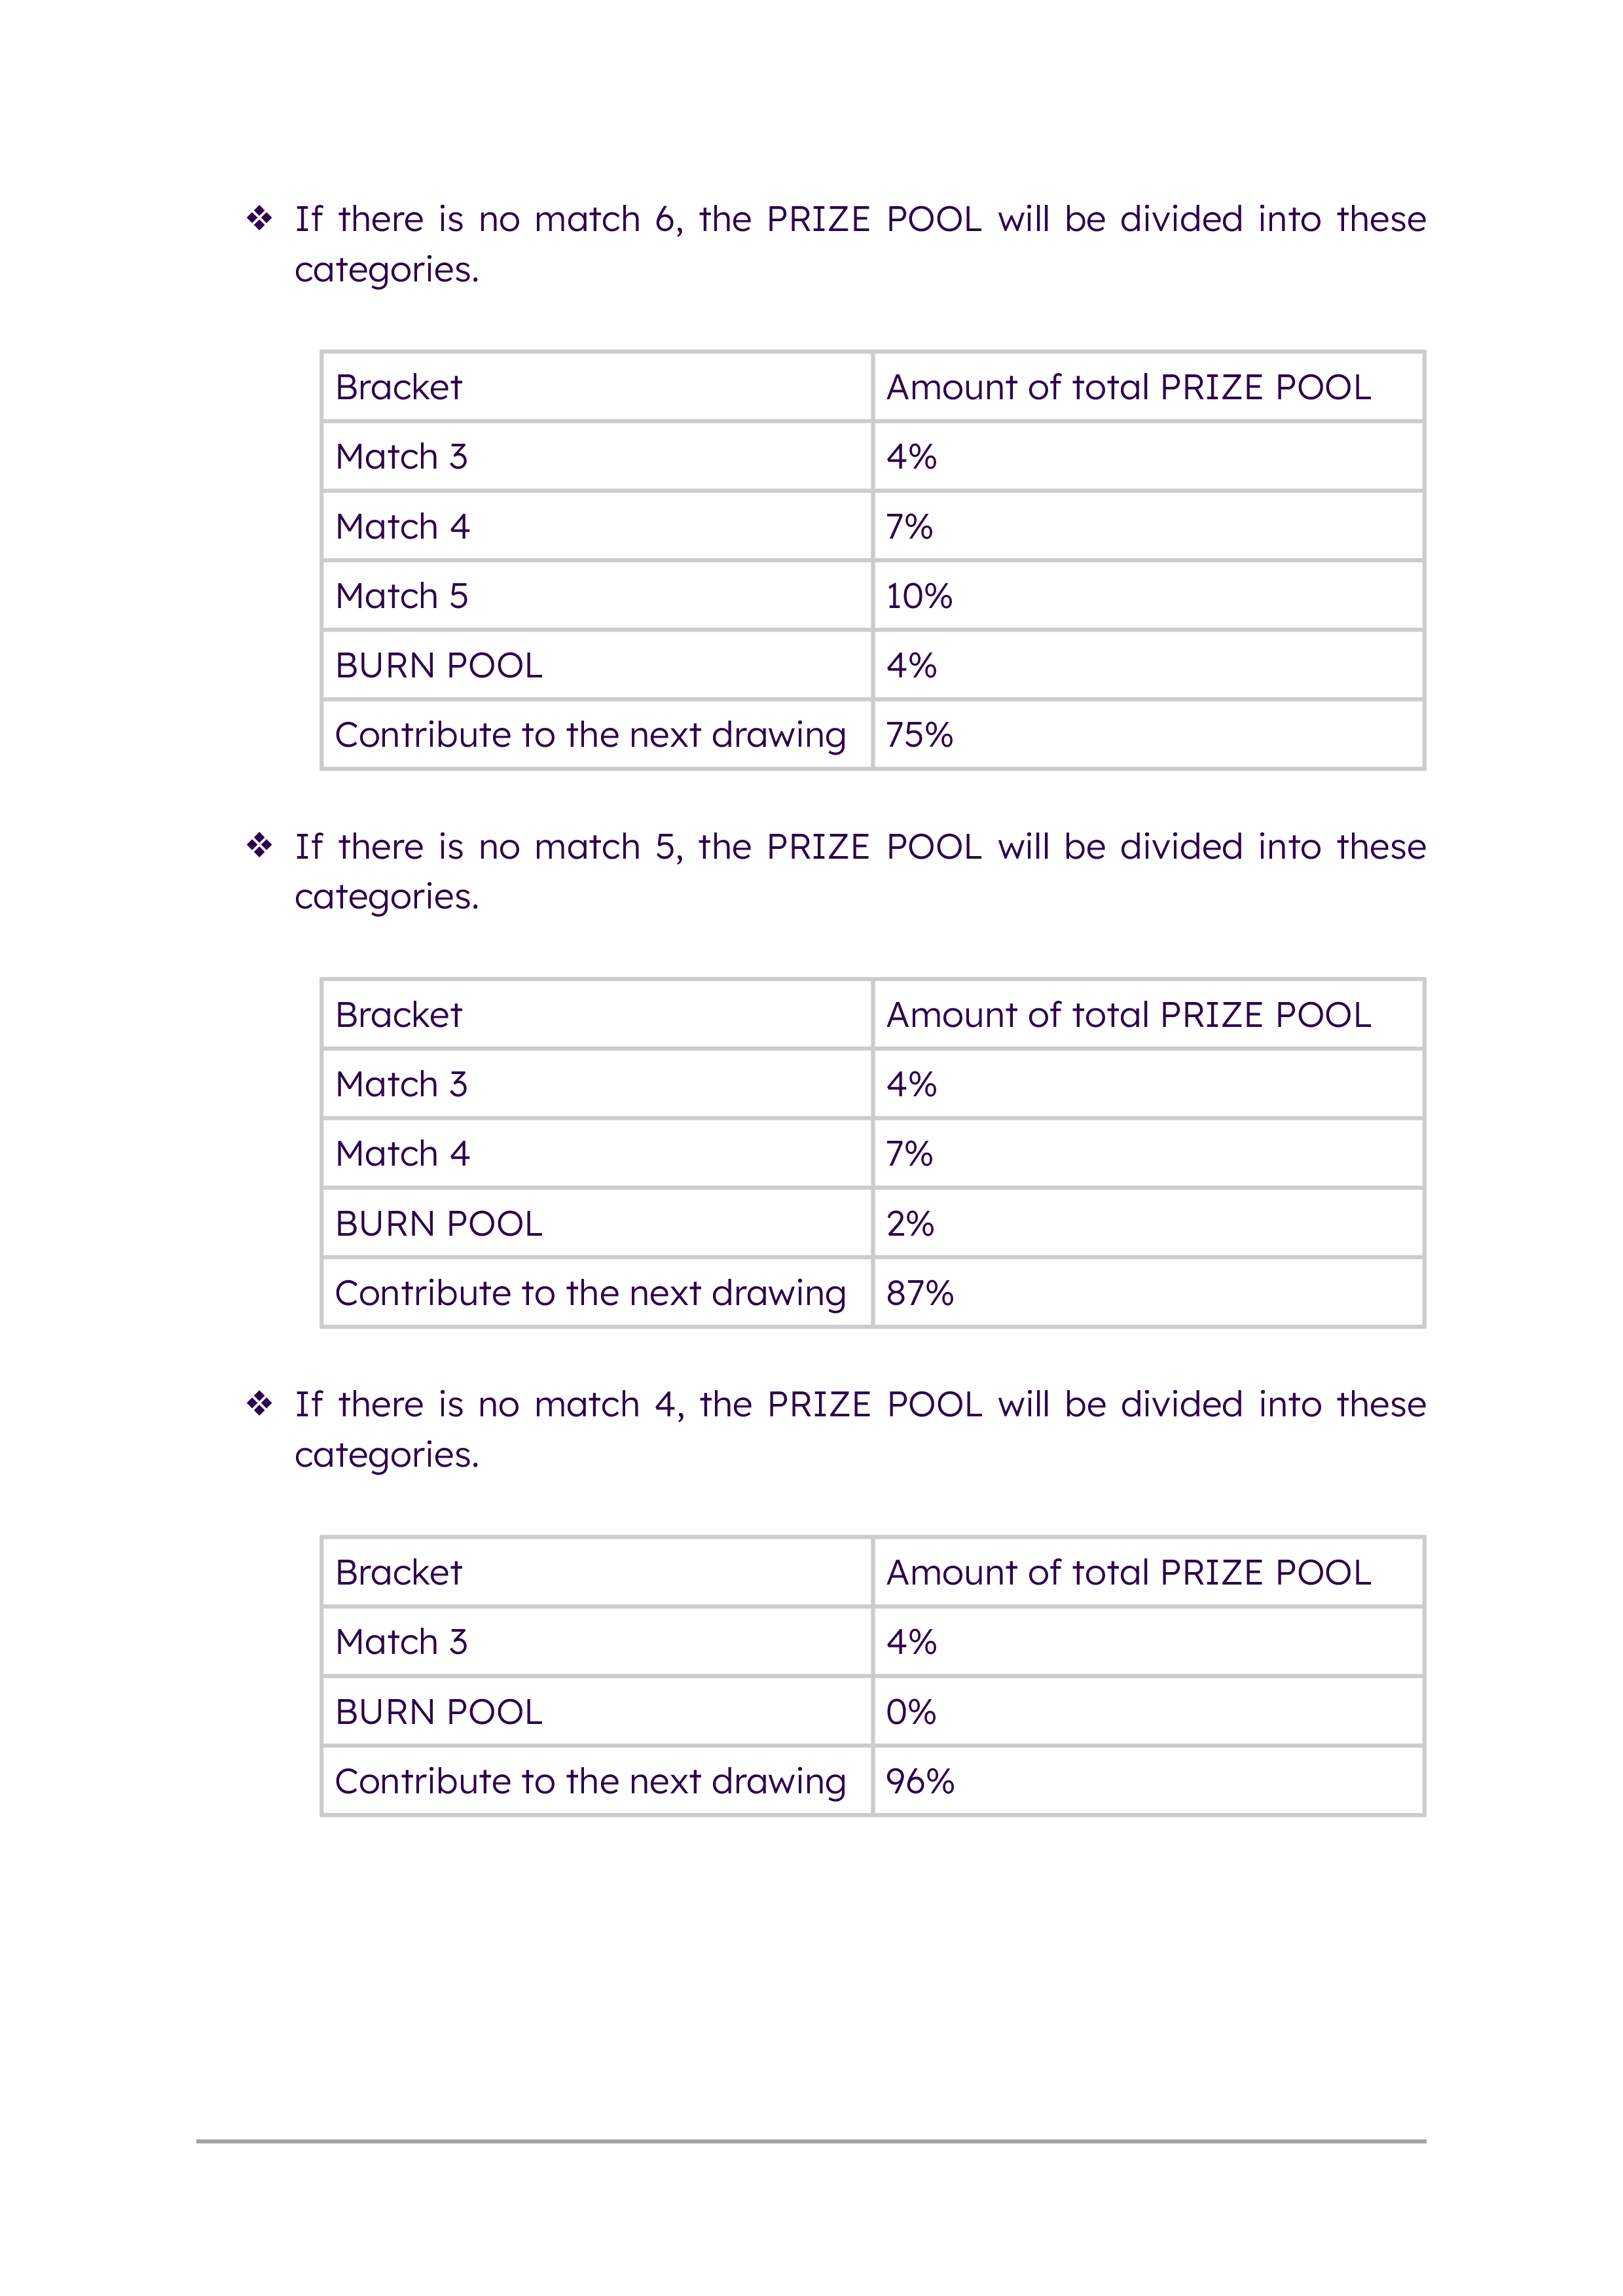 ❖ If there is no match 6, the PRIZE POOL will be divided into these
categories.
Bracket Amount of total PRIZE POOL
Match 3 4%
Match 4 7%
Match 5 10%
BURN POOL 4%
Contribute to the next drawing 75%
❖ If there is no match 5, the PRIZE POOL will be divided into these
categories.
Bracket Amount of total PRIZE POOL
Match 3 4%
Match 4 7%
BURN POOL 2%
Contribute to the next drawing 87%
❖ If there is no match 4, the PRIZE POOL will be divided into these
categories.
Bracket Amount of total PRIZE POOL
Match 3 4%
BURN POOL 0%
Contribute to the next drawing 96%